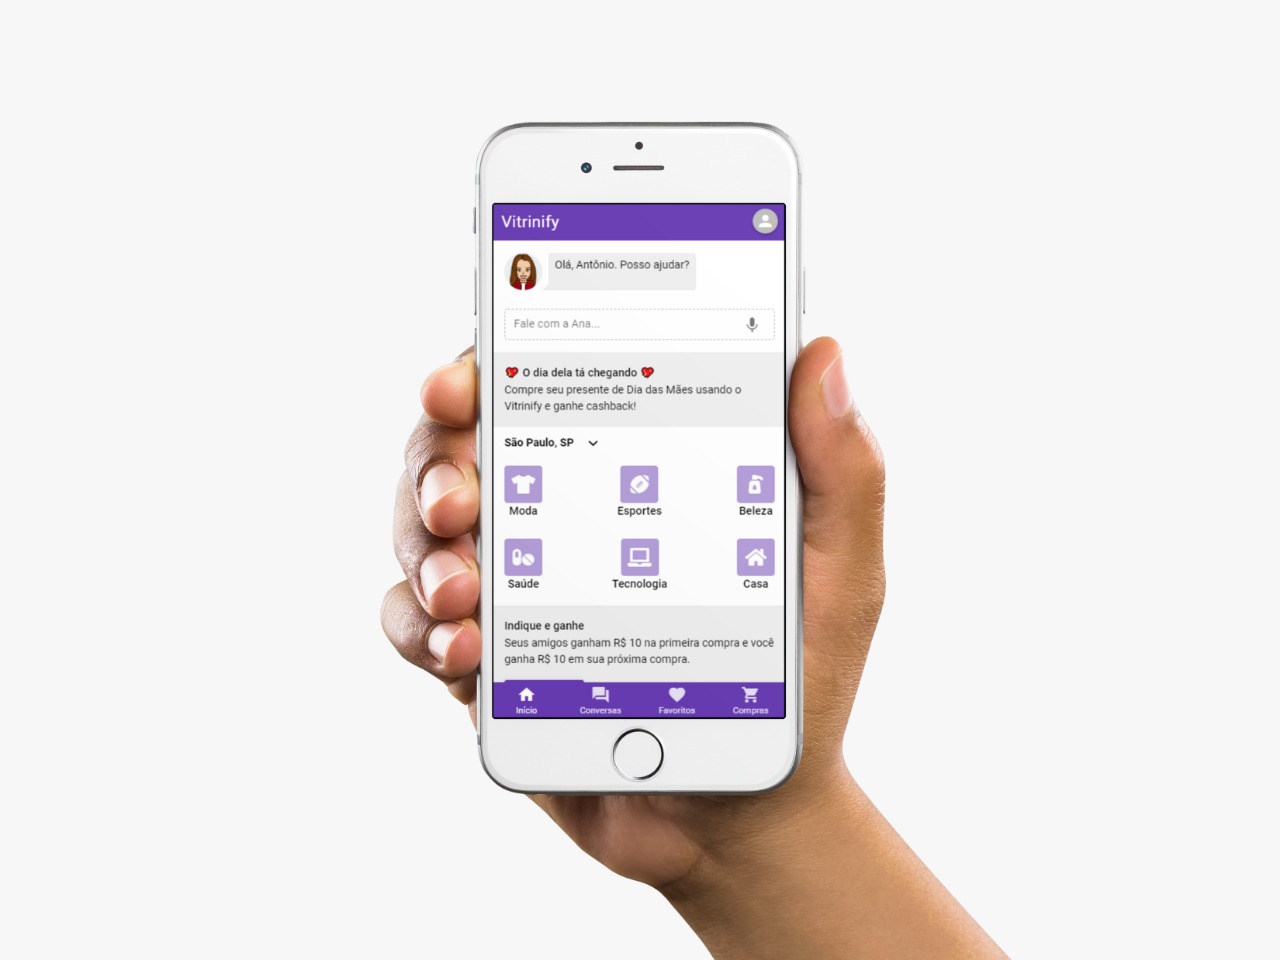 Vitrinify
Olá, Antônio. Posso ajudar?
Fale com a Ana...
O dia dela tá chegando
Compre seu presente de Dia das Mães usando o
Vitrinify e ganhe cashback!
São Paulo, SP
Moda Esportes Beleza
Saúde Tecnologia Casa
Indique e ganhe
Seus amigos ganham R$ 10 na primeira compra e você
ganha R$ 10 em sua próxima compra.
Início Conversas Favoritos Compras